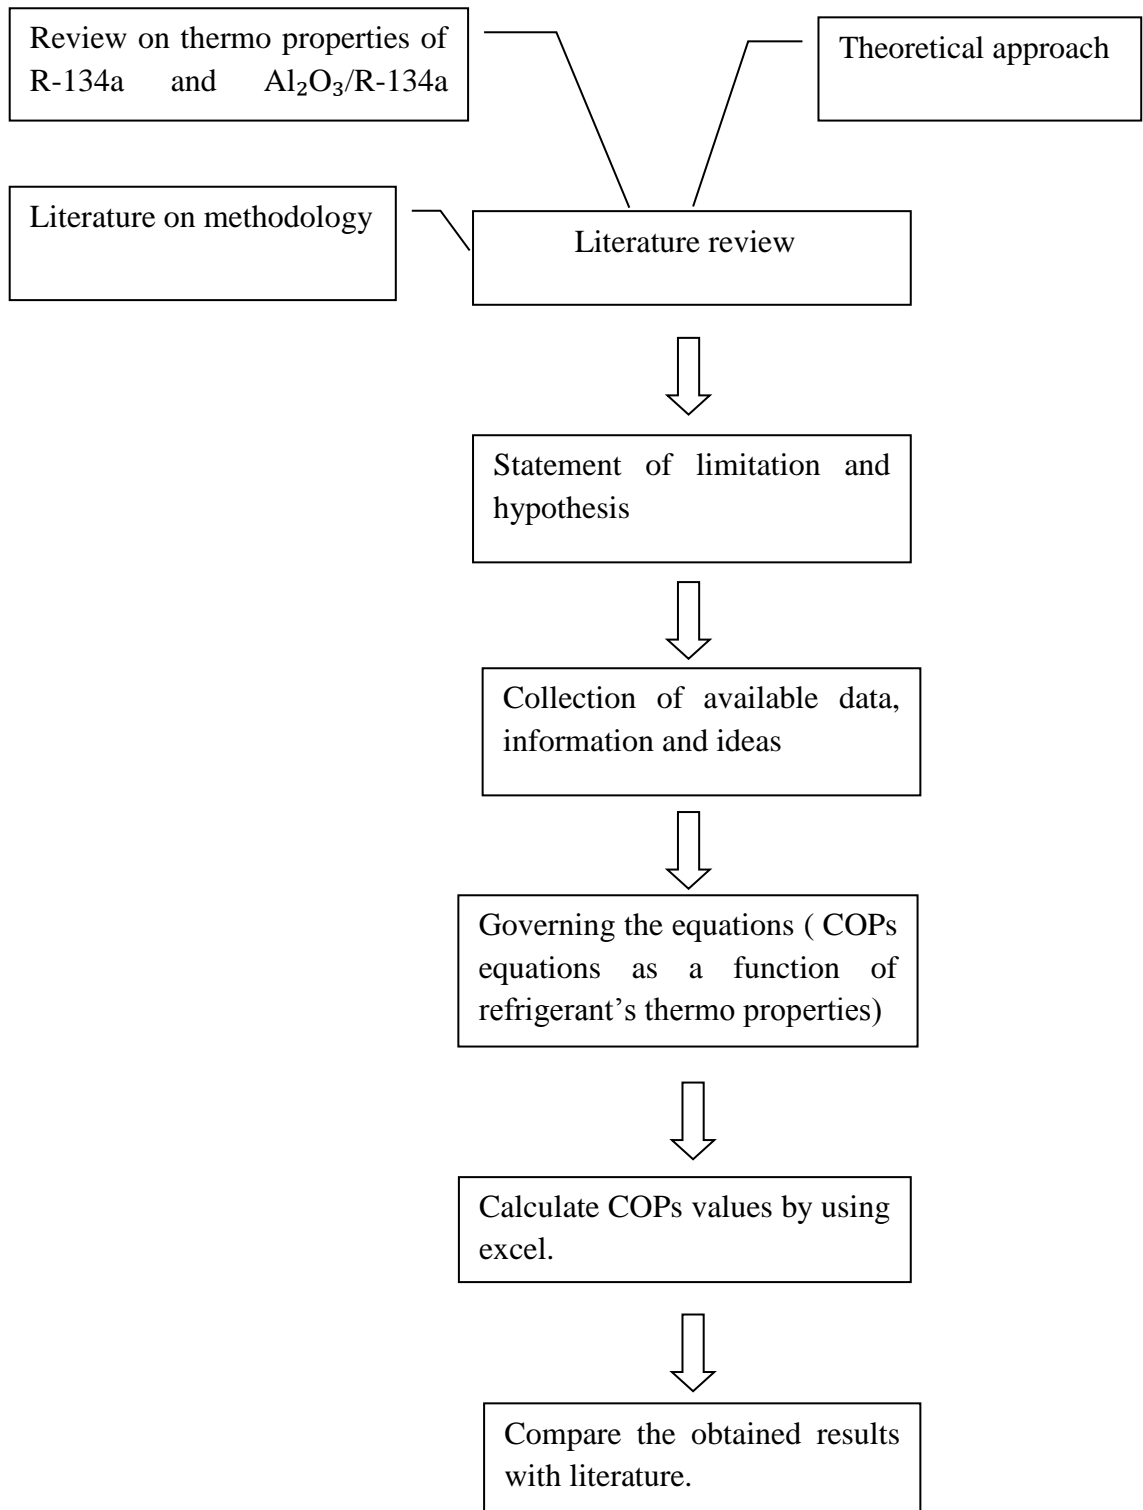 Review on thermo properties of
R-134a and Al₂O₃/R-134a
Theoretical approach
Literature on methodology
Literature review
Statement of limitation and
hypothesis
Collection of available data,
information and ideas
Governing the equations ( COPs
equations as a function of
refrigerant’s thermo properties)
Calculate COPs values by using
excel.
Compare the obtained results
with literature.